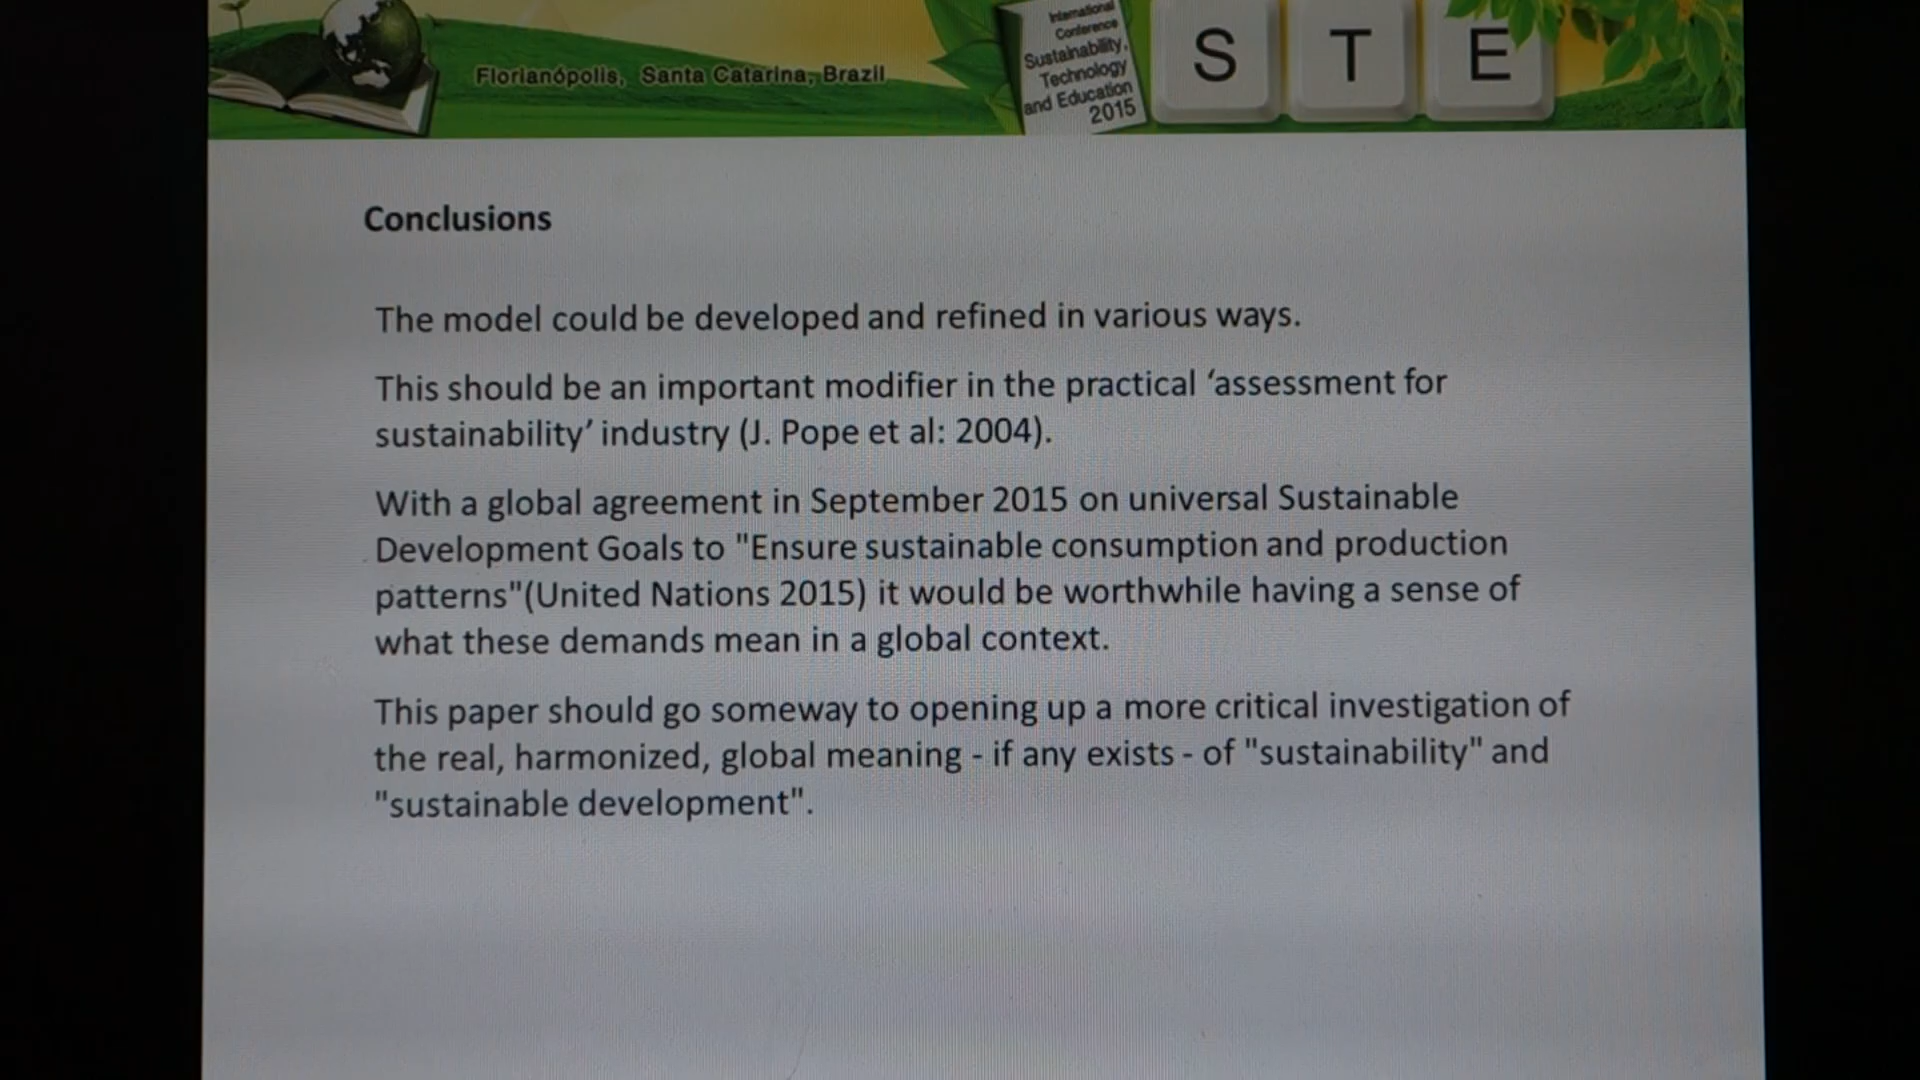 Florianópolis, Santa Catarina, Brazil
International
Conference
Sustainability,
Technology
and Education
2015
S T E
Conclusions
The model could be developed and refined in various ways.
This should be an important modifier in the practical ‘assessment for
sustainability’ industry (J. Pope et al: 2004).
With a global agreement in September 2015 on universal Sustainable
Development Goals to "Ensure sustainable consumption and production
patterns"(United Nations 2015) it would be worthwhile having a sense of
what these demands mean in a global context.
This paper should go someway to opening up a more critical investigation of
the real, harmonized, global meaning - if any exists - of "sustainability" and
"sustainable development".